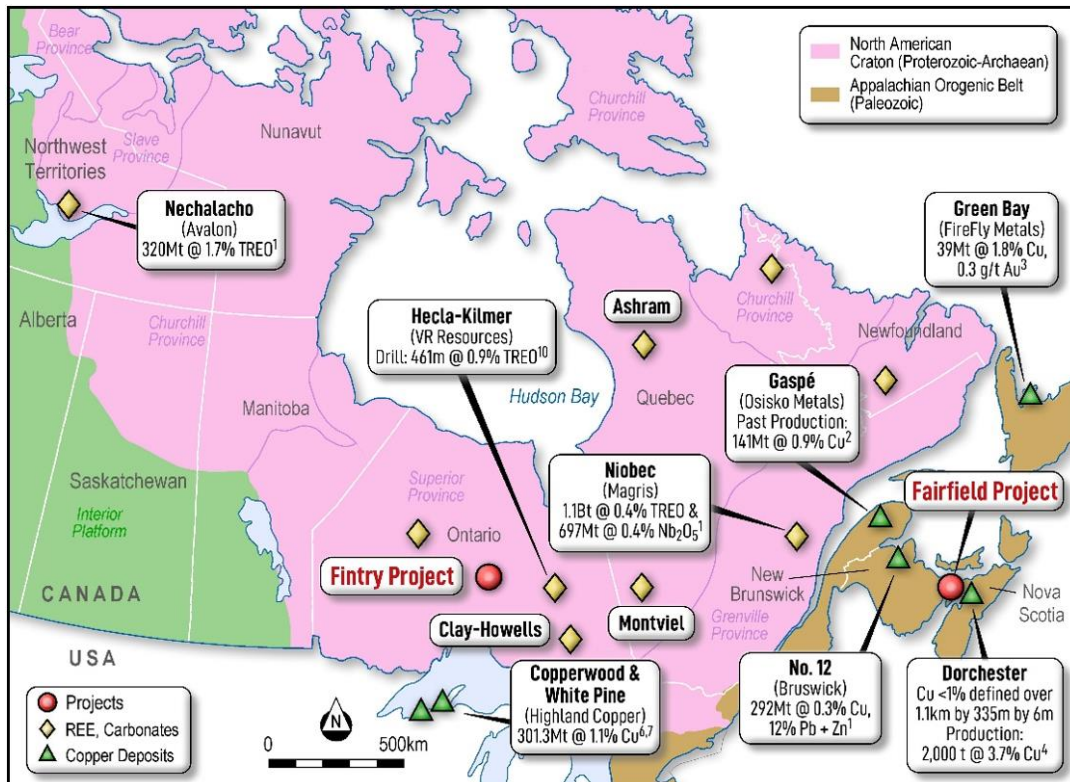 Bear
Province
North American
Craton (Proterozoic-Archaean)
Appalachian Orogenic Belt
(Paleozoic)
Nunavut
Churchill
Province
Slave
Province
Northwest
Territories
Nechalacho
(Avalon)
320Mt @ 1.7% TREO¹
Green Bay
(FireFly Metals)
39Mt @ 1.8% Cu,
0.3 g/t Au³
Alberta
Churchill
Province
Hecla-Kilmer
(VR Resources)
Drill: 461m @ 0.9% TREO¹⁰
Ashram
Churchill
Province
Newfoundland
Manitoba
Hudson Bay
Quebec
Gaspé
(Osisko Metals)
Past Production:
141Mt @ 0.9% Cu²
Saskatchewan
Interior
Platform
Superior
Province
Ontario
Niobec
(Magris)
1.1Bt @ 0.4% TREO &
697Mt @ 0.4% Nb₂O₅¹
Fairfield Project
Fintry Project
CANADA
New
Brunswick
Nova
Scotia
Clay-Howells
Montviel
Grenville
Province
USA
Copperwood &
White Pine
(Highland Copper)
301.3Mt @ 1.1% Cu⁶,⁷
No. 12
(Bruswick)
292Mt @ 0.3% Cu,
12% Pb + Zn¹
Dorchester
Cu <1% defined over
1.1km by 335m by 6m
Production:
2,000 t @ 3.7% Cu⁴
Projects
REE, Carbonates
Copper Deposits
N
0
500km